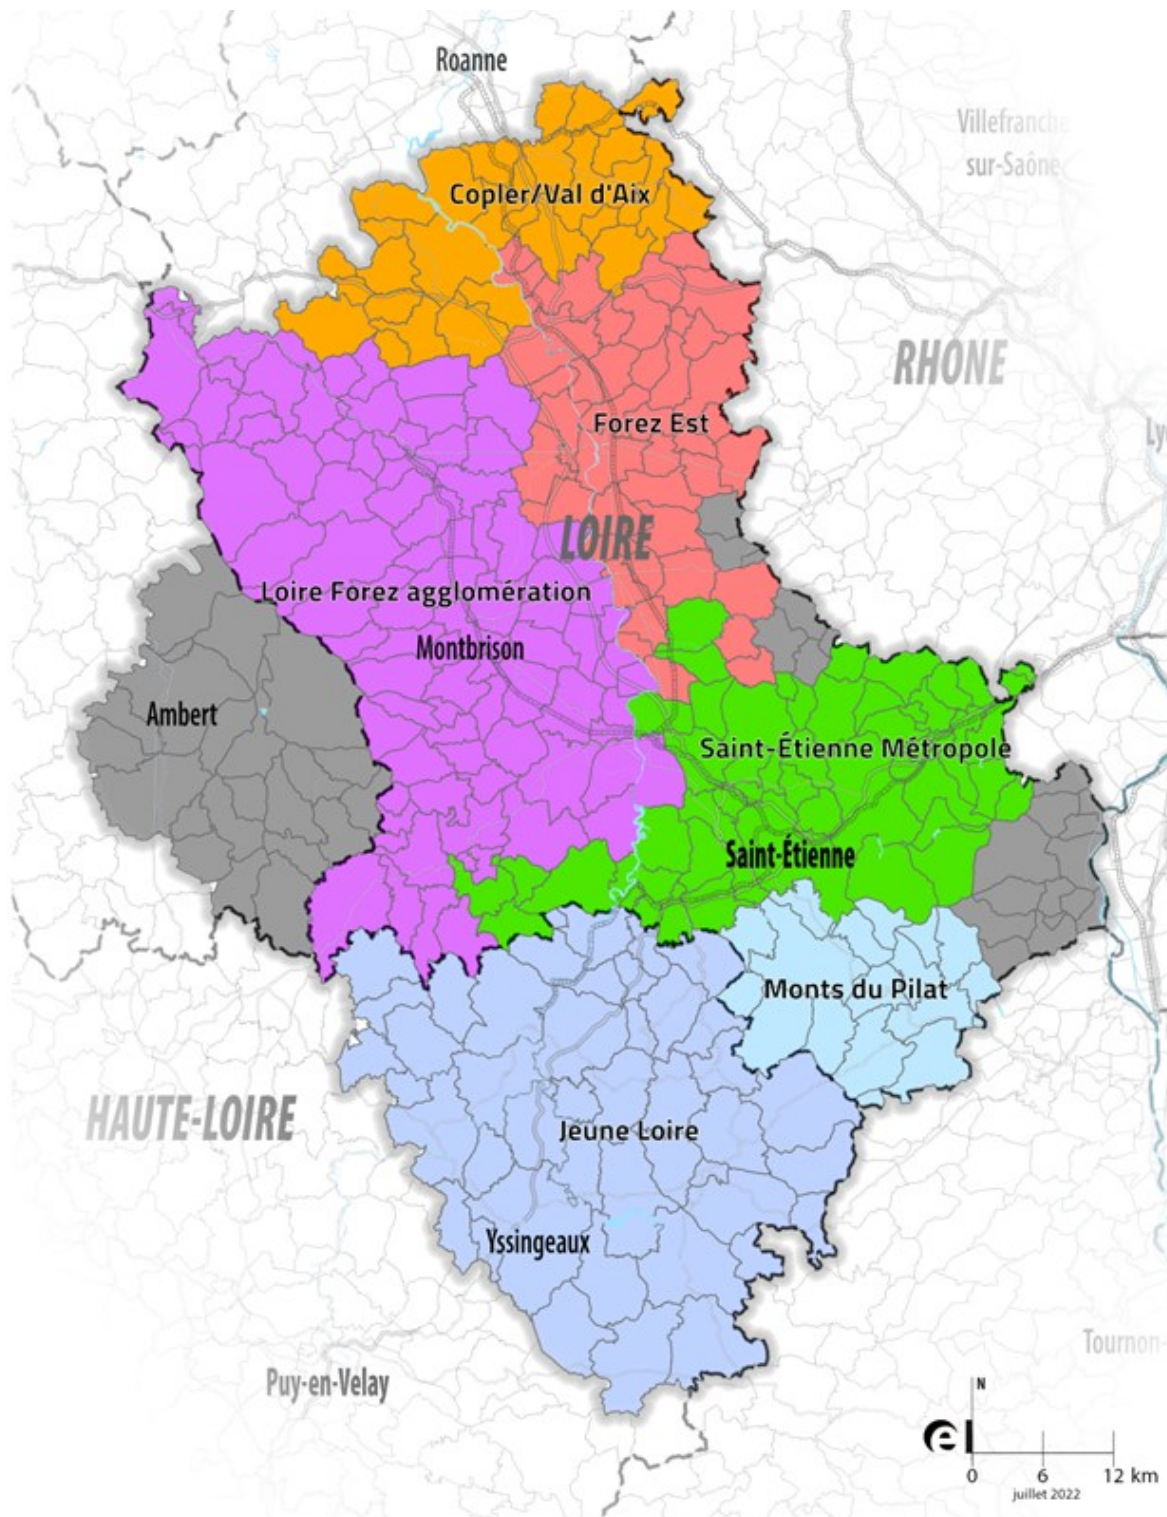 Roanne
Villefranche
sur-Saône
Copler/Val d'Aix
RHONE
Forez Est
Ly
LOIRE
Loire Forez agglomération
Montbrison
Ambert
Saint-Étienne Métropole
Saint-Étienne
Monts du Pilat
HAUTE-LOIRE
Jeune Loire
Yssingeaux
Tournon-
Puy-en-Velay
N
e
0 6 12 km
juillet 2022